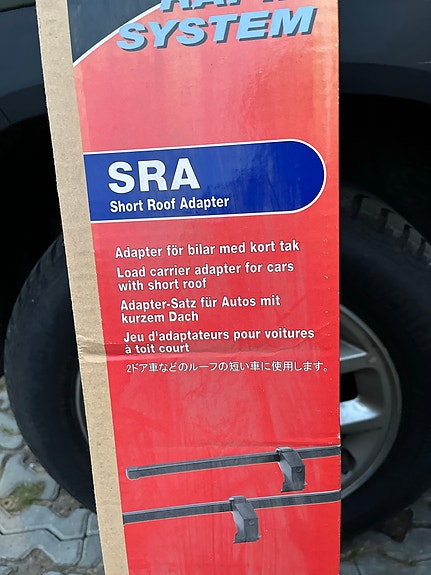 SYSTEM
SRA
Short Roof Adapter
Adapter för bilar med kort tak
Load carrier adapter for cars
with short roof
Adapter-Satz für Autos mit
kurzem Dach
Jeu d'adaptateurs pour voitures
à toit court
2ドア車などのルーフの短い車に使用します。